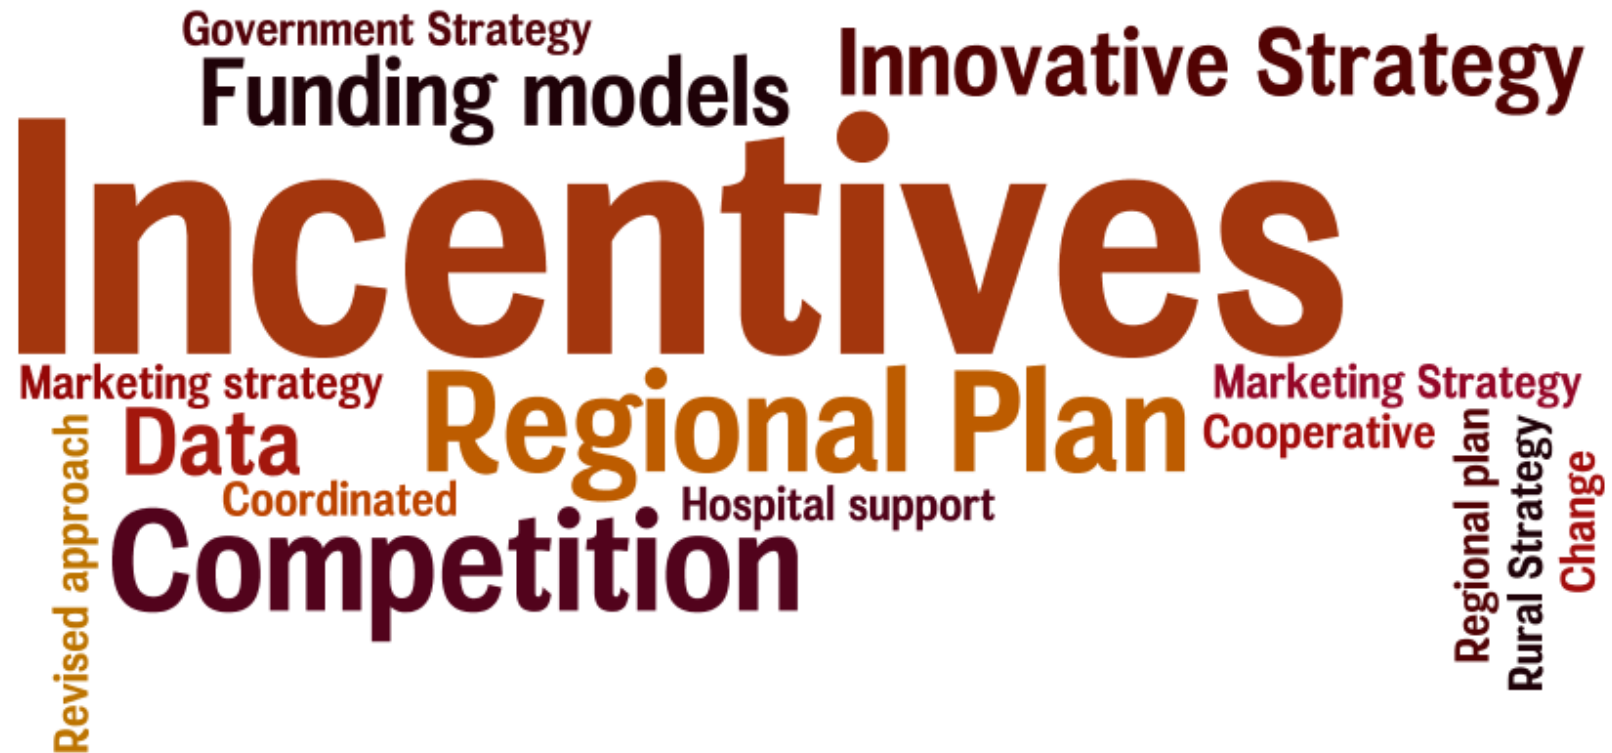 Government Strategy
Funding models
Innovative Strategy
Incentives
Marketing strategy
Regional Plan
Marketing Strategy
Data
Cooperative
Coordinated
Hospital support
Competition
Revised approach
Regional plan
Rural Strategy
Change